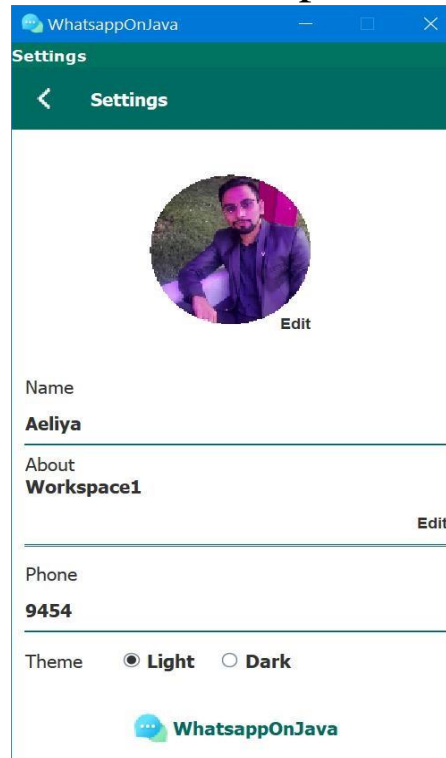 WhatsappOnJava
Settings
Settings
Edit
Name
Aeliya
About
Workspace1
Edit
Phone
9454
Theme Light Dark
WhatsappOnJava